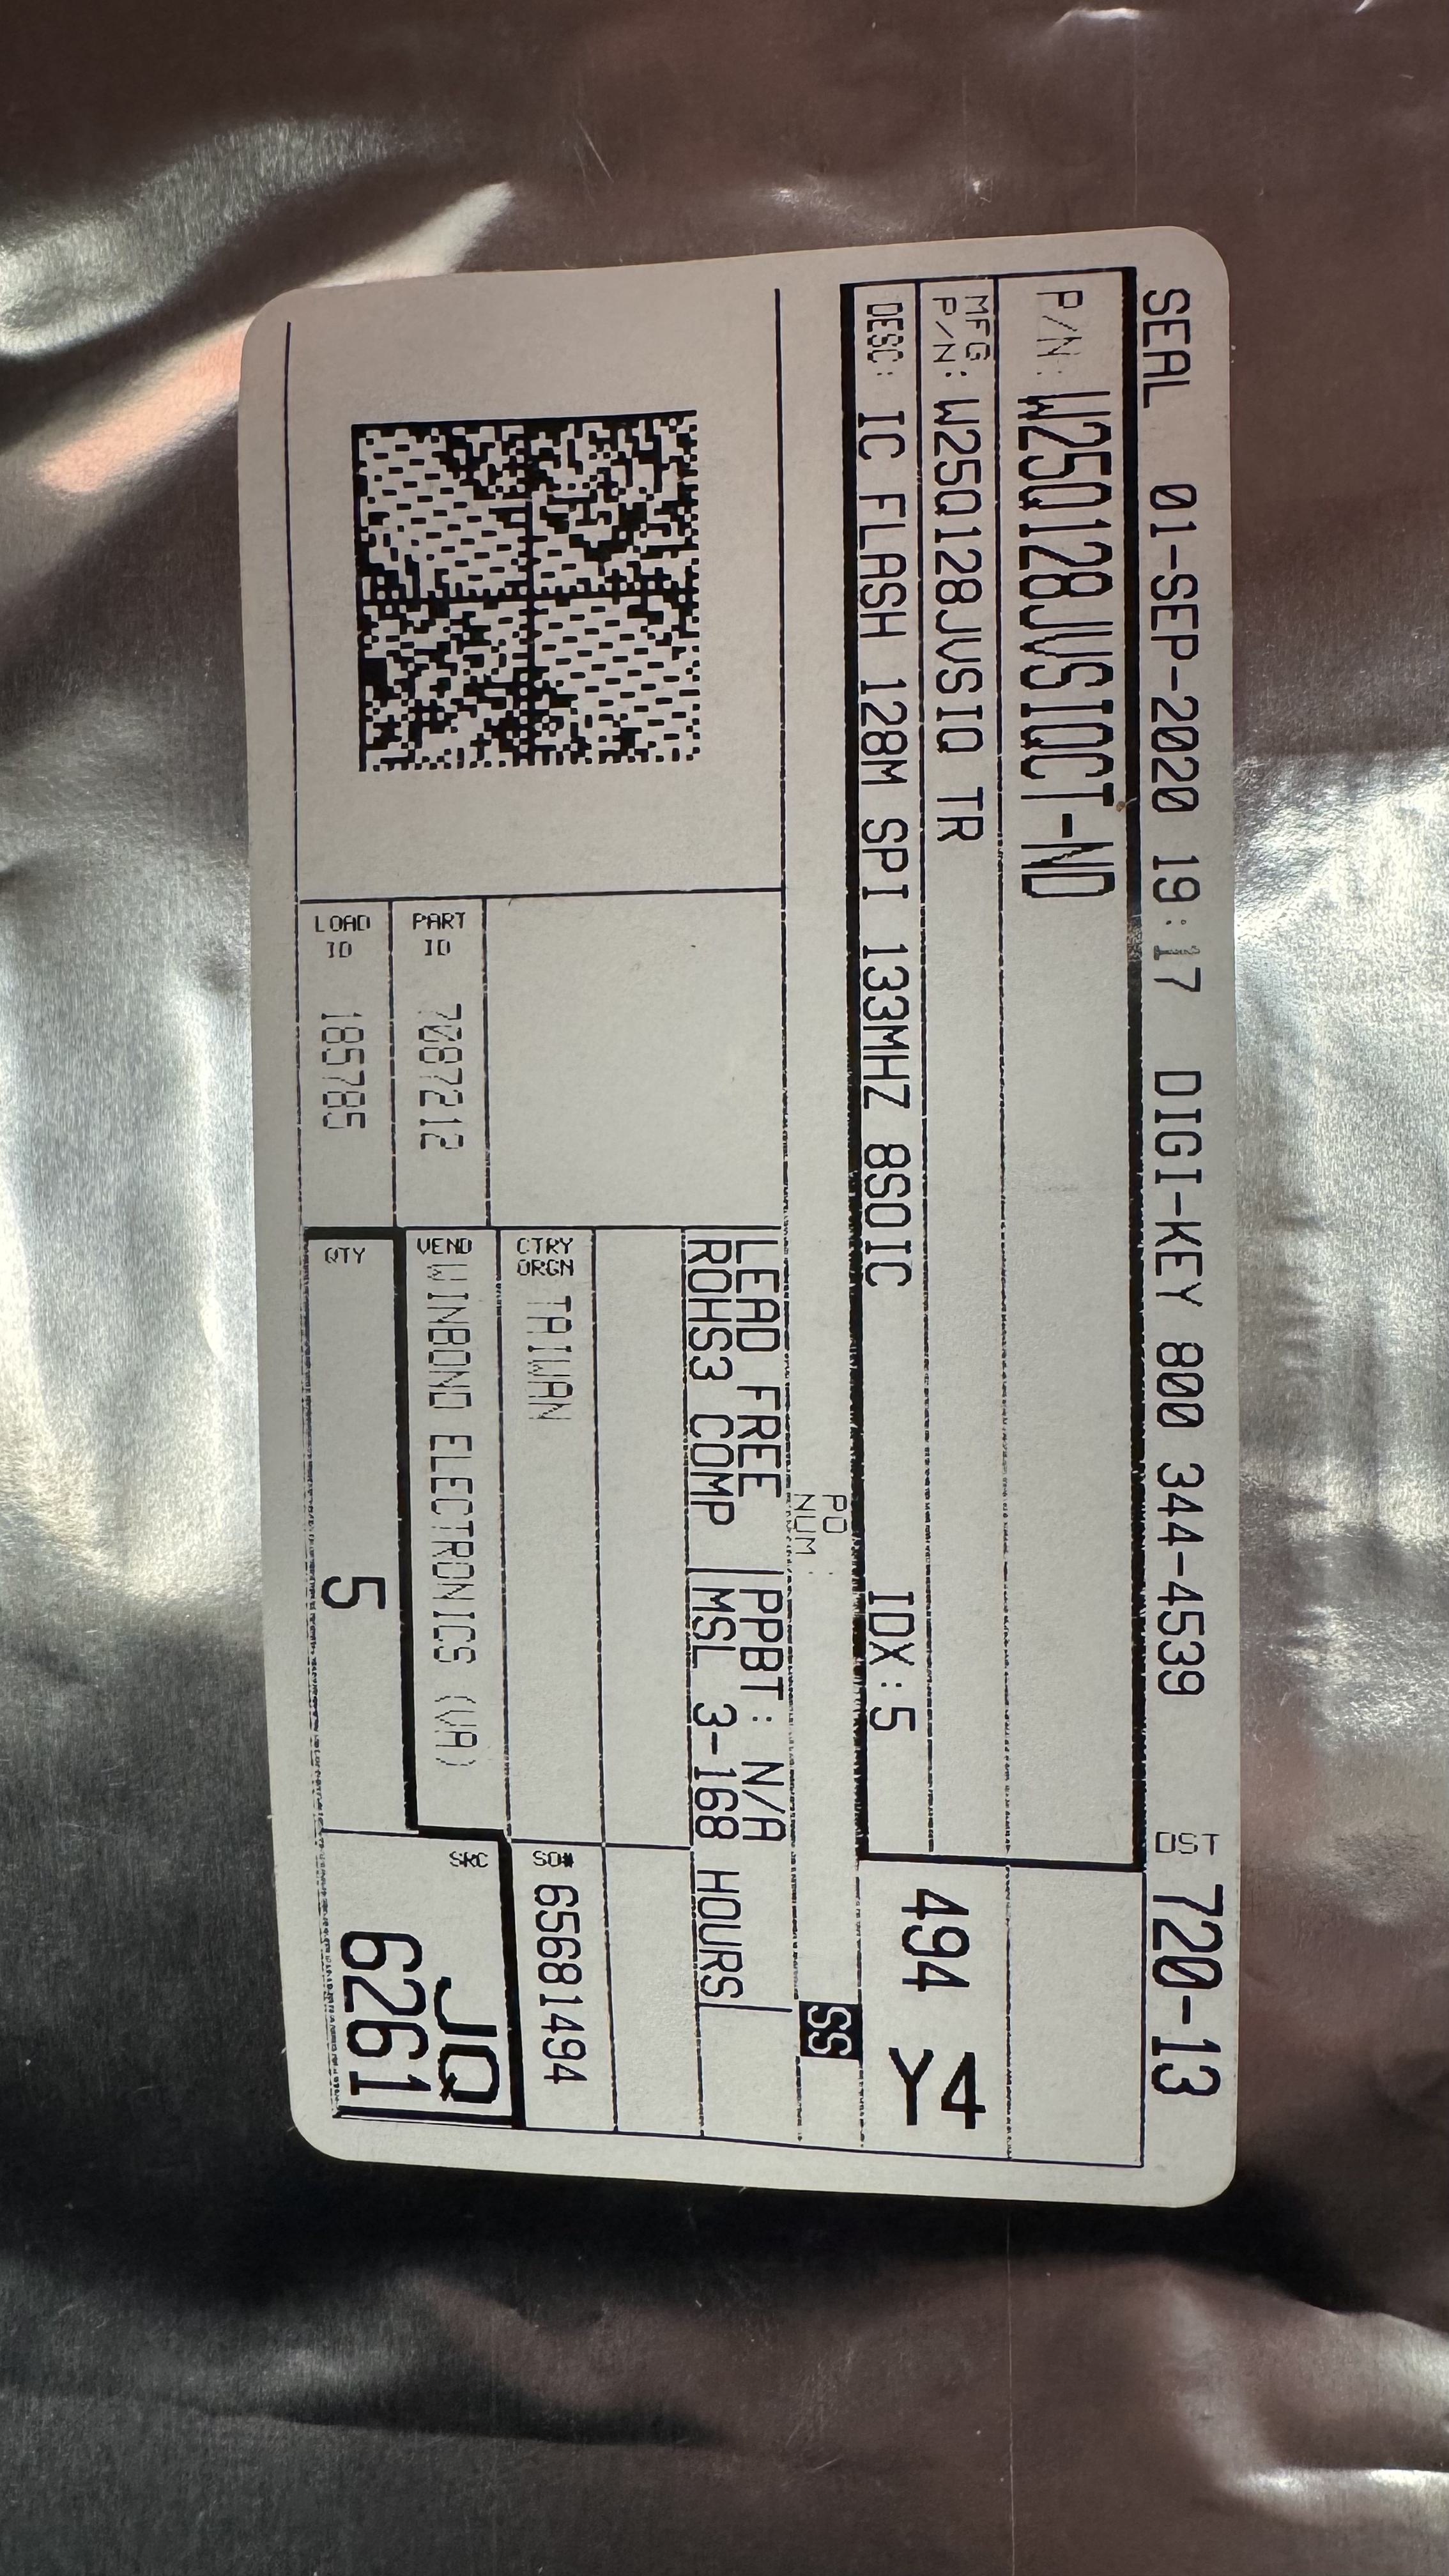 SEAL 01-SEP-2020 19:17 DIGI-KEY 800 344-4539 DST 720-13
P/N: W25Q128JVSIQCT-ND
MFG P/N: W25Q128JVSIQ TR
494 Y4
DESC: IC FLASH 128M SPI 133MHZ 8SOIC IDX:5
PO NUM:
SS
LEAD FREE PPBT: N/A
ROHS3 COMP MSL 3-168 HOURS
CTRY ORGN TAIWAN
SO# 65681494
PART ID 7087212
VEND WINBOND ELECTRONICS (VA)
SRC JQ
6261
LOAD ID 185785
QTY 5